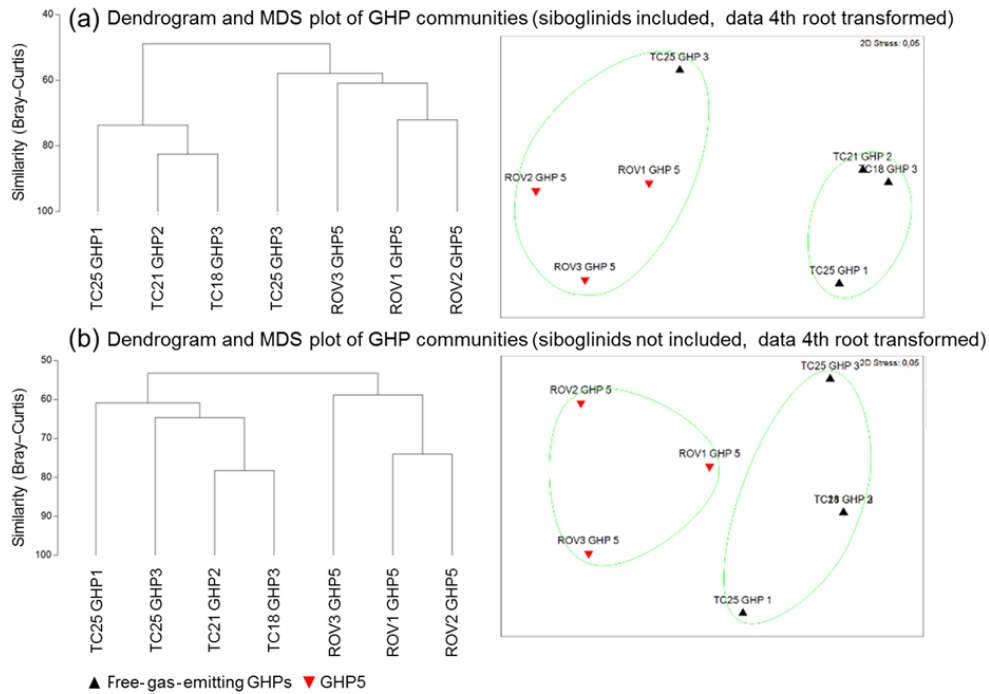 (a) Dendrogram and MDS plot of GHP communities (siboglinids included, data 4th root transformed)
Similarity (Bray–Curtis)
40
60
80
100
TC25 GHP1
TC21 GHP2
TC18 GHP3
TC25 GHP3
ROV3 GHP5
ROV1 GHP5
ROV2 GHP5
2D Stress: 0,05
TC25 GHP 3
TC21 GHP 2
TC18 GHP 3
ROV2 GHP 5
ROV1 GHP 5
ROV3 GHP 5
TC25 GHP 1
(b) Dendrogram and MDS plot of GHP communities (siboglinids not included, data 4th root transformed)
Similarity (Bray–Curtis)
50
60
70
80
90
100
TC25 GHP1
TC25 GHP3
TC21 GHP2
TC18 GHP3
ROV3 GHP5
ROV1 GHP5
ROV2 GHP5
TC25 GHP 3
2D Stress: 0,05
ROV2 GHP 5
ROV1 GHP 5
ROV3 GHP 5
TC25 GHP 1
Free-gas-emitting GHPs
GHP5